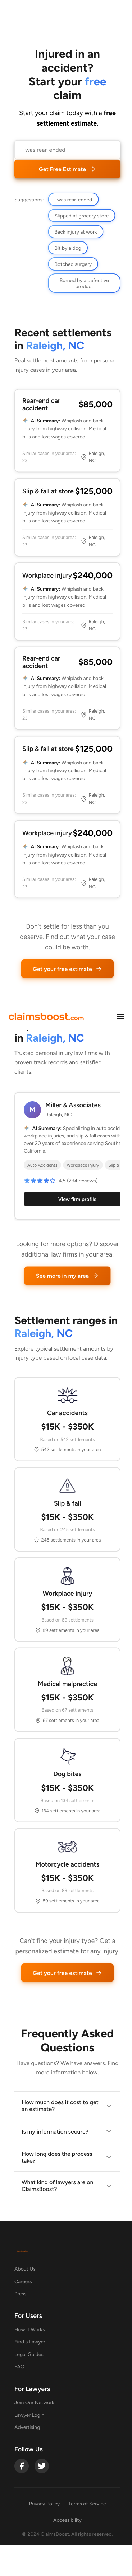 Injured in an
accident?
Start your free
claim
Start your claim today with a free
settlement estimate.
I was rear-ended
Get Free Estimate →
Suggestions:
I was rear-ended
Slipped at grocery store
Back injury at work
Bit by a dog
Botched surgery
Burned by a defective
product
Recent settlements
in Raleigh, NC
Real settlement amounts from personal
injury cases in your area.
Rear-end car
accident
$85,000
AI Summary: Whiplash and back
injury from highway collision. Medical
bills and lost wages covered.
Similar cases in your area:
23
Raleigh,
NC
Slip & fall at store $125,000
AI Summary: Whiplash and back
injury from highway collision. Medical
bills and lost wages covered.
Similar cases in your area:
23
Raleigh,
NC
Workplace injury $240,000
AI Summary: Whiplash and back
injury from highway collision. Medical
bills and lost wages covered.
Similar cases in your area:
23
Raleigh,
NC
Rear-end car
accident
$85,000
AI Summary: Whiplash and back
injury from highway collision. Medical
bills and lost wages covered.
Similar cases in your area:
23
Raleigh,
NC
Slip & fall at store $125,000
AI Summary: Whiplash and back
injury from highway collision. Medical
bills and lost wages covered.
Similar cases in your area:
23
Raleigh,
NC
Workplace injury $240,000
AI Summary: Whiplash and back
injury from highway collision. Medical
bills and lost wages covered.
Similar cases in your area:
23
Raleigh,
NC
Don't settle for less than you
deserve. Find out what your case
could be worth.
Get your free estimate →
claimsboost.com
in Raleigh, NC
Trusted personal injury law firms with
proven track records and satisfied
clients.
M
Miller & Associates
Raleigh, NC
AI Summary: Specializing in auto accidents,
workplace injuries, and slip & fall cases with
over 20 years of experience serving Southern
California.
Auto Accidents
Workplace Injury
Slip &
4.5 (234 reviews)
View firm profile
Looking for more options? Discover
additional law firms in your area.
See more in my area →
Settlement ranges in
Raleigh, NC
Explore typical settlement amounts by
injury type based on local case data.
Car accidents
$15K - $350K
Based on 542 settlements
542 settlements in your area
Slip & fall
$15K - $350K
Based on 245 settlements
245 settlements in your area
Workplace injury
$15K - $350K
Based on 89 settlements
89 settlements in your area
Medical malpractice
$15K - $350K
Based on 67 settlements
67 settlements in your area
Dog bites
$15K - $350K
Based on 134 settlements
134 settlements in your area
Motorcycle accidents
$15K - $350K
Based on 89 settlements
89 settlements in your area
Can't find your injury type? Get a
personalized estimate for any injury.
Get your free estimate →
Frequently Asked
Questions
Have questions? We have answers. Find
more information below.
How much does it cost to get
an estimate?
Is my information secure?
How long does the process
take?
What kind of lawyers are on
ClaimsBoost?
About Us
Careers
Press
For Users
How It Works
Find a Lawyer
Legal Guides
FAQ
For Lawyers
Join Our Network
Lawyer Login
Advertising
Follow Us
Privacy Policy
Terms of Service
Accessibility
© 2024 ClaimsBoost. All rights reserved.